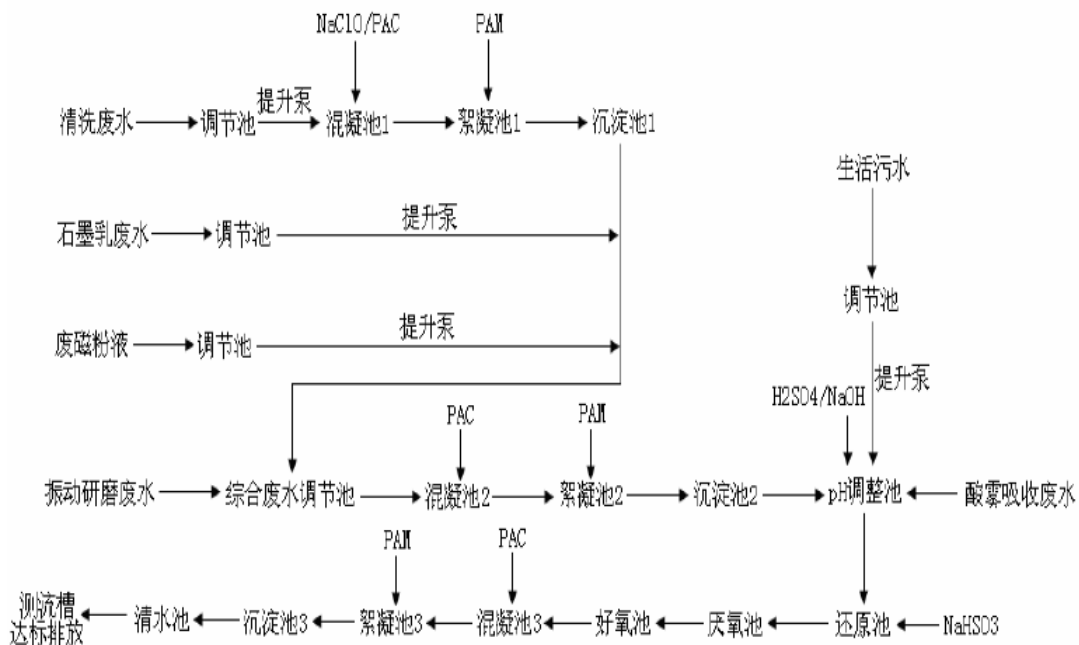 NaClO/PAC
PAM
清洗废水
调节池
提升泵
混凝池1
絮凝池1
沉淀池1
生活污水
石墨乳废水
调节池
提升泵
调节池
废磁粉液
调节池
提升泵
提升泵
H2SO4/NaOH
PAC
PAM
振动研磨废水
综合废水调节池
混凝池2
絮凝池2
沉淀池2
pH调整池
酸雾吸收废水
PAM
PAC
测流槽
达标排放
清水池
沉淀池3
絮凝池3
混凝池3
好氧池
厌氧池
还原池
NaHSO3